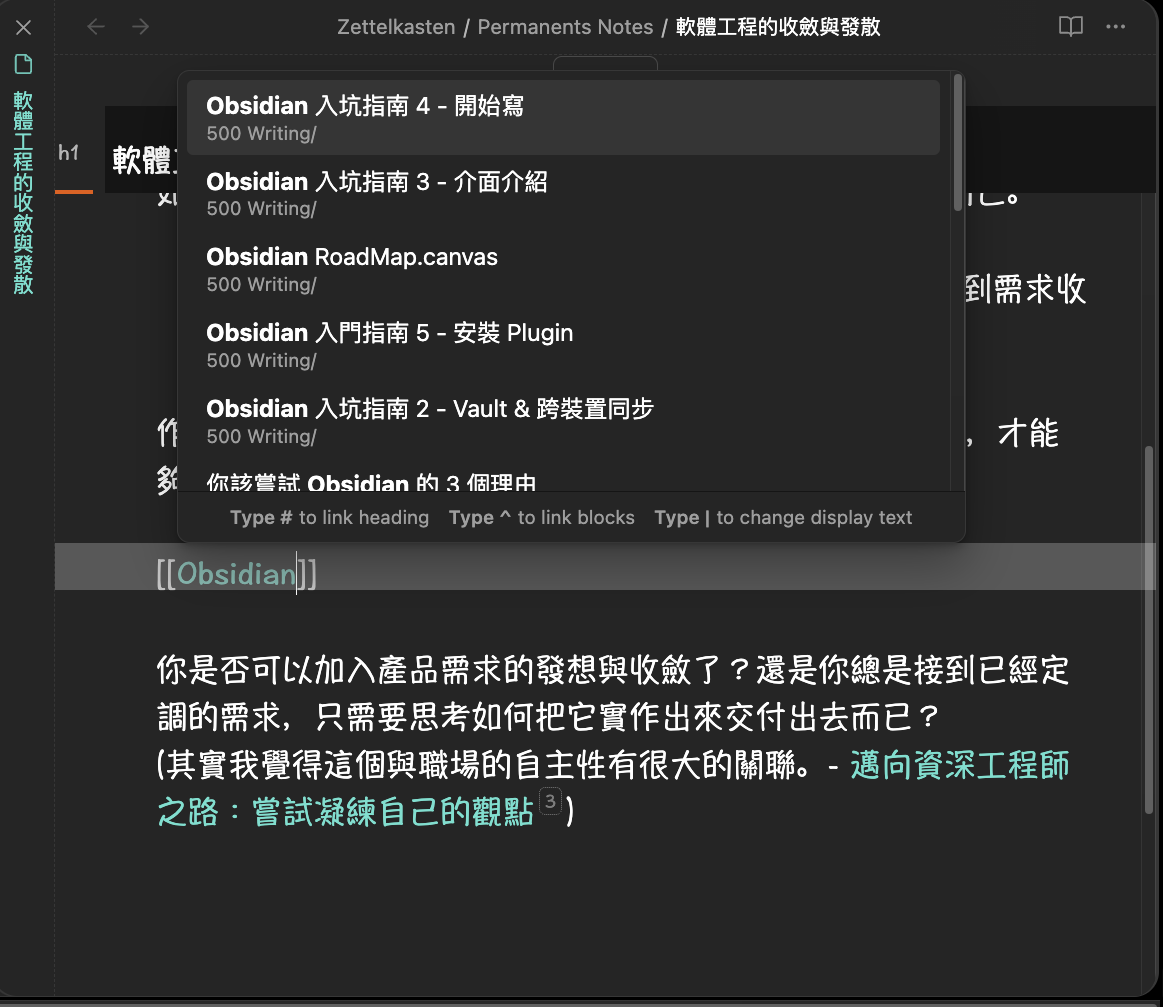 Zettelkasten / Permanents Notes / 軟體工程的收斂與發散
軟體工程的收斂與發散
h1
軟體
Obsidian 入坑指南 4 - 開始寫
500 Writing/
Obsidian 入坑指南 3 - 介面介紹
500 Writing/
Obsidian RoadMap.canvas
500 Writing/
到需求收
Obsidian 入門指南 5 - 安裝 Plugin
500 Writing/
Obsidian 入坑指南 2 - Vault & 跨裝置同步
500 Writing/
,才能
你該嘗試 Obsidian 的 3 個理由
Type # to link heading Type ^ to link blocks Type | to change display text
[[Obsidian]]
你是否可以加入產品需求的發想與收斂了?還是你總是接到已經定
調的需求,只需要思考如何把它實作出來交付出去而已?
(其實我覺得這個與職場的自主性有很大的關聯。- 邁向資深工程師
之路:嘗試凝練自己的觀點 3 )